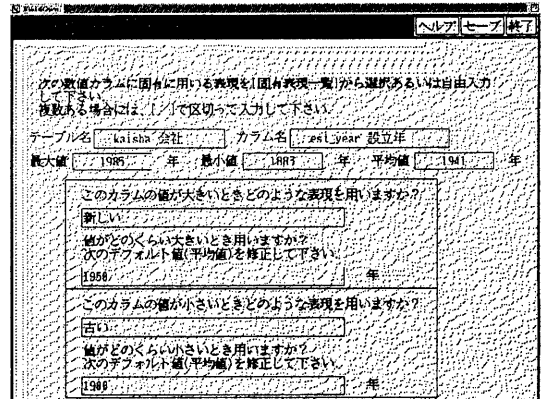 ヘルプ セーブ 終了
次の数値カラムに固有に用いる表現を[固有表現一覧]から選択あるいは自由入力
して下さい
複数ある場合には、[／]で区切って入力して下さい
テーブル名 kaisha 会社 カラム名 est_year 設立年
最大値 1985 年 最小値 1883 年 平均値 1941 年
このカラムの値が大きいときどのような表現を用いますか？
新しい
値がどのくらい大きいとき用いますか？
次のデフォルト値(平均値)を修正して下さい
1950 年
このカラムの値が小さいときどのような表現を用いますか？
古い
値がどのくらい小さいとき用いますか？
次のデフォルト値(平均値)を修正して下さい
1900 年